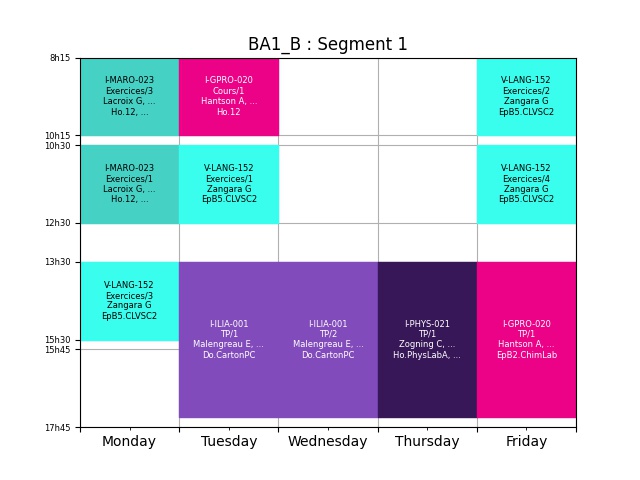 BA1_B : Segment 1
8h15
10h15
10h30
12h30
13h30
15h30
15h45
17h45
I-MARO-023
Exercices/3
Lacroix G, ...
Ho.12, ...
I-GPRO-020
Cours/1
Hantson A, ...
Ho.12
V-LANG-152
Exercices/2
Zangara G
EpB5.CLVSC2
I-MARO-023
Exercices/1
Lacroix G, ...
Ho.12, ...
V-LANG-152
Exercices/1
Zangara G
EpB5.CLVSC2
V-LANG-152
Exercices/4
Zangara G
EpB5.CLVSC2
V-LANG-152
Exercices/3
Zangara G
EpB5.CLVSC2
I-ILIA-001
TP/1
Malengreau E, ...
Do.CartonPC
I-ILIA-001
TP/2
Malengreau E, ...
Do.CartonPC
I-PHYS-021
TP/1
Zogning C, ...
Ho.PhysLabA, ...
I-GPRO-020
TP/1
Hantson A, ...
EpB2.ChimLab
Monday
Tuesday
Wednesday
Thursday
Friday